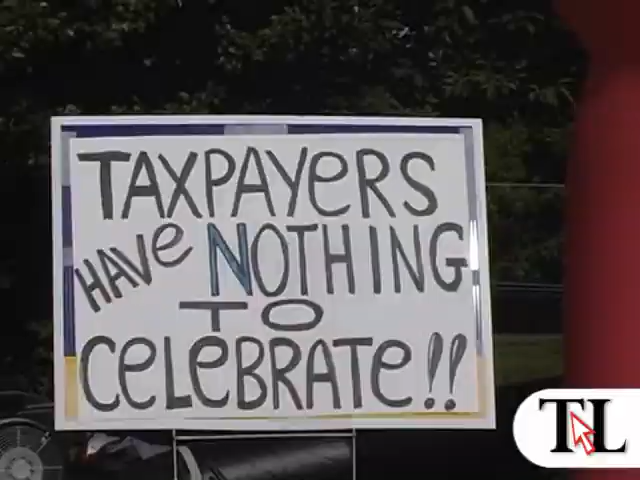 TAXPAYeRS
HAVe NOTHING
TO
CeLeBRATe!!
TL